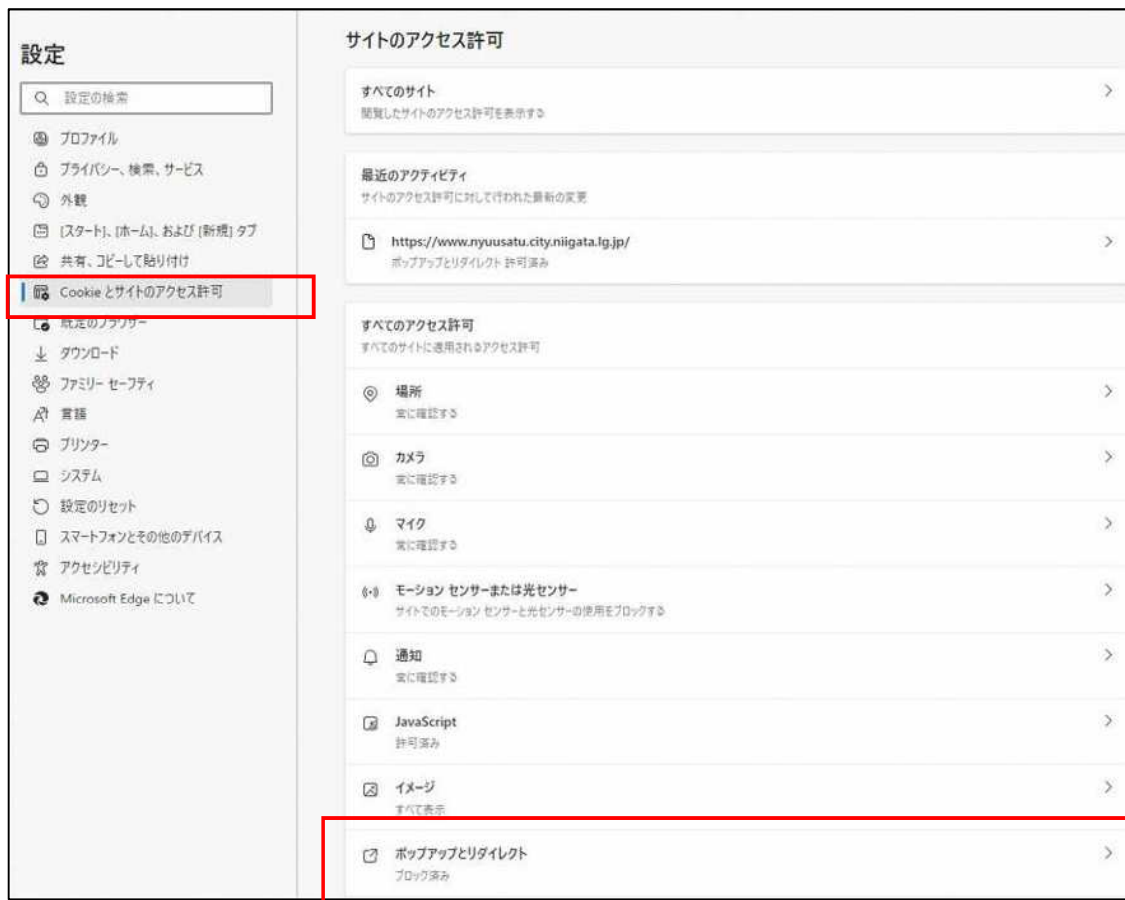 設定
設定の検索
プロファイル
プライバシー、検索、サービス
外観
[スタート]、[ホーム]、および [新規] タブ
共有、コピーして貼り付け
Cookie とサイトのアクセス許可
既定のブラウザー
ダウンロード
ファミリー セーフティ
言語
プリンター
システム
設定のリセット
スマートフォンとその他のデバイス
アクセシビリティ
Microsoft Edge について
サイトのアクセス許可
すべてのサイト
閲覧したサイトのアクセス許可を表示する
最近のアクティビティ
サイトのアクセス許可に対して行われた最新の変更
https://www.nyuusatu.city.niigata.lg.jp/
ポップアップとリダイレクト 許可済み
すべてのアクセス許可
すべてのサイトに適用されるアクセス許可
場所
常に確認する
カメラ
常に確認する
マイク
常に確認する
モーション センサーまたは光センサー
サイトでのモーション センサーと光センサーの使用をブロックする
通知
常に確認する
JavaScript
許可済み
イメージ
すべて表示
ポップアップとリダイレクト
ブロック済み